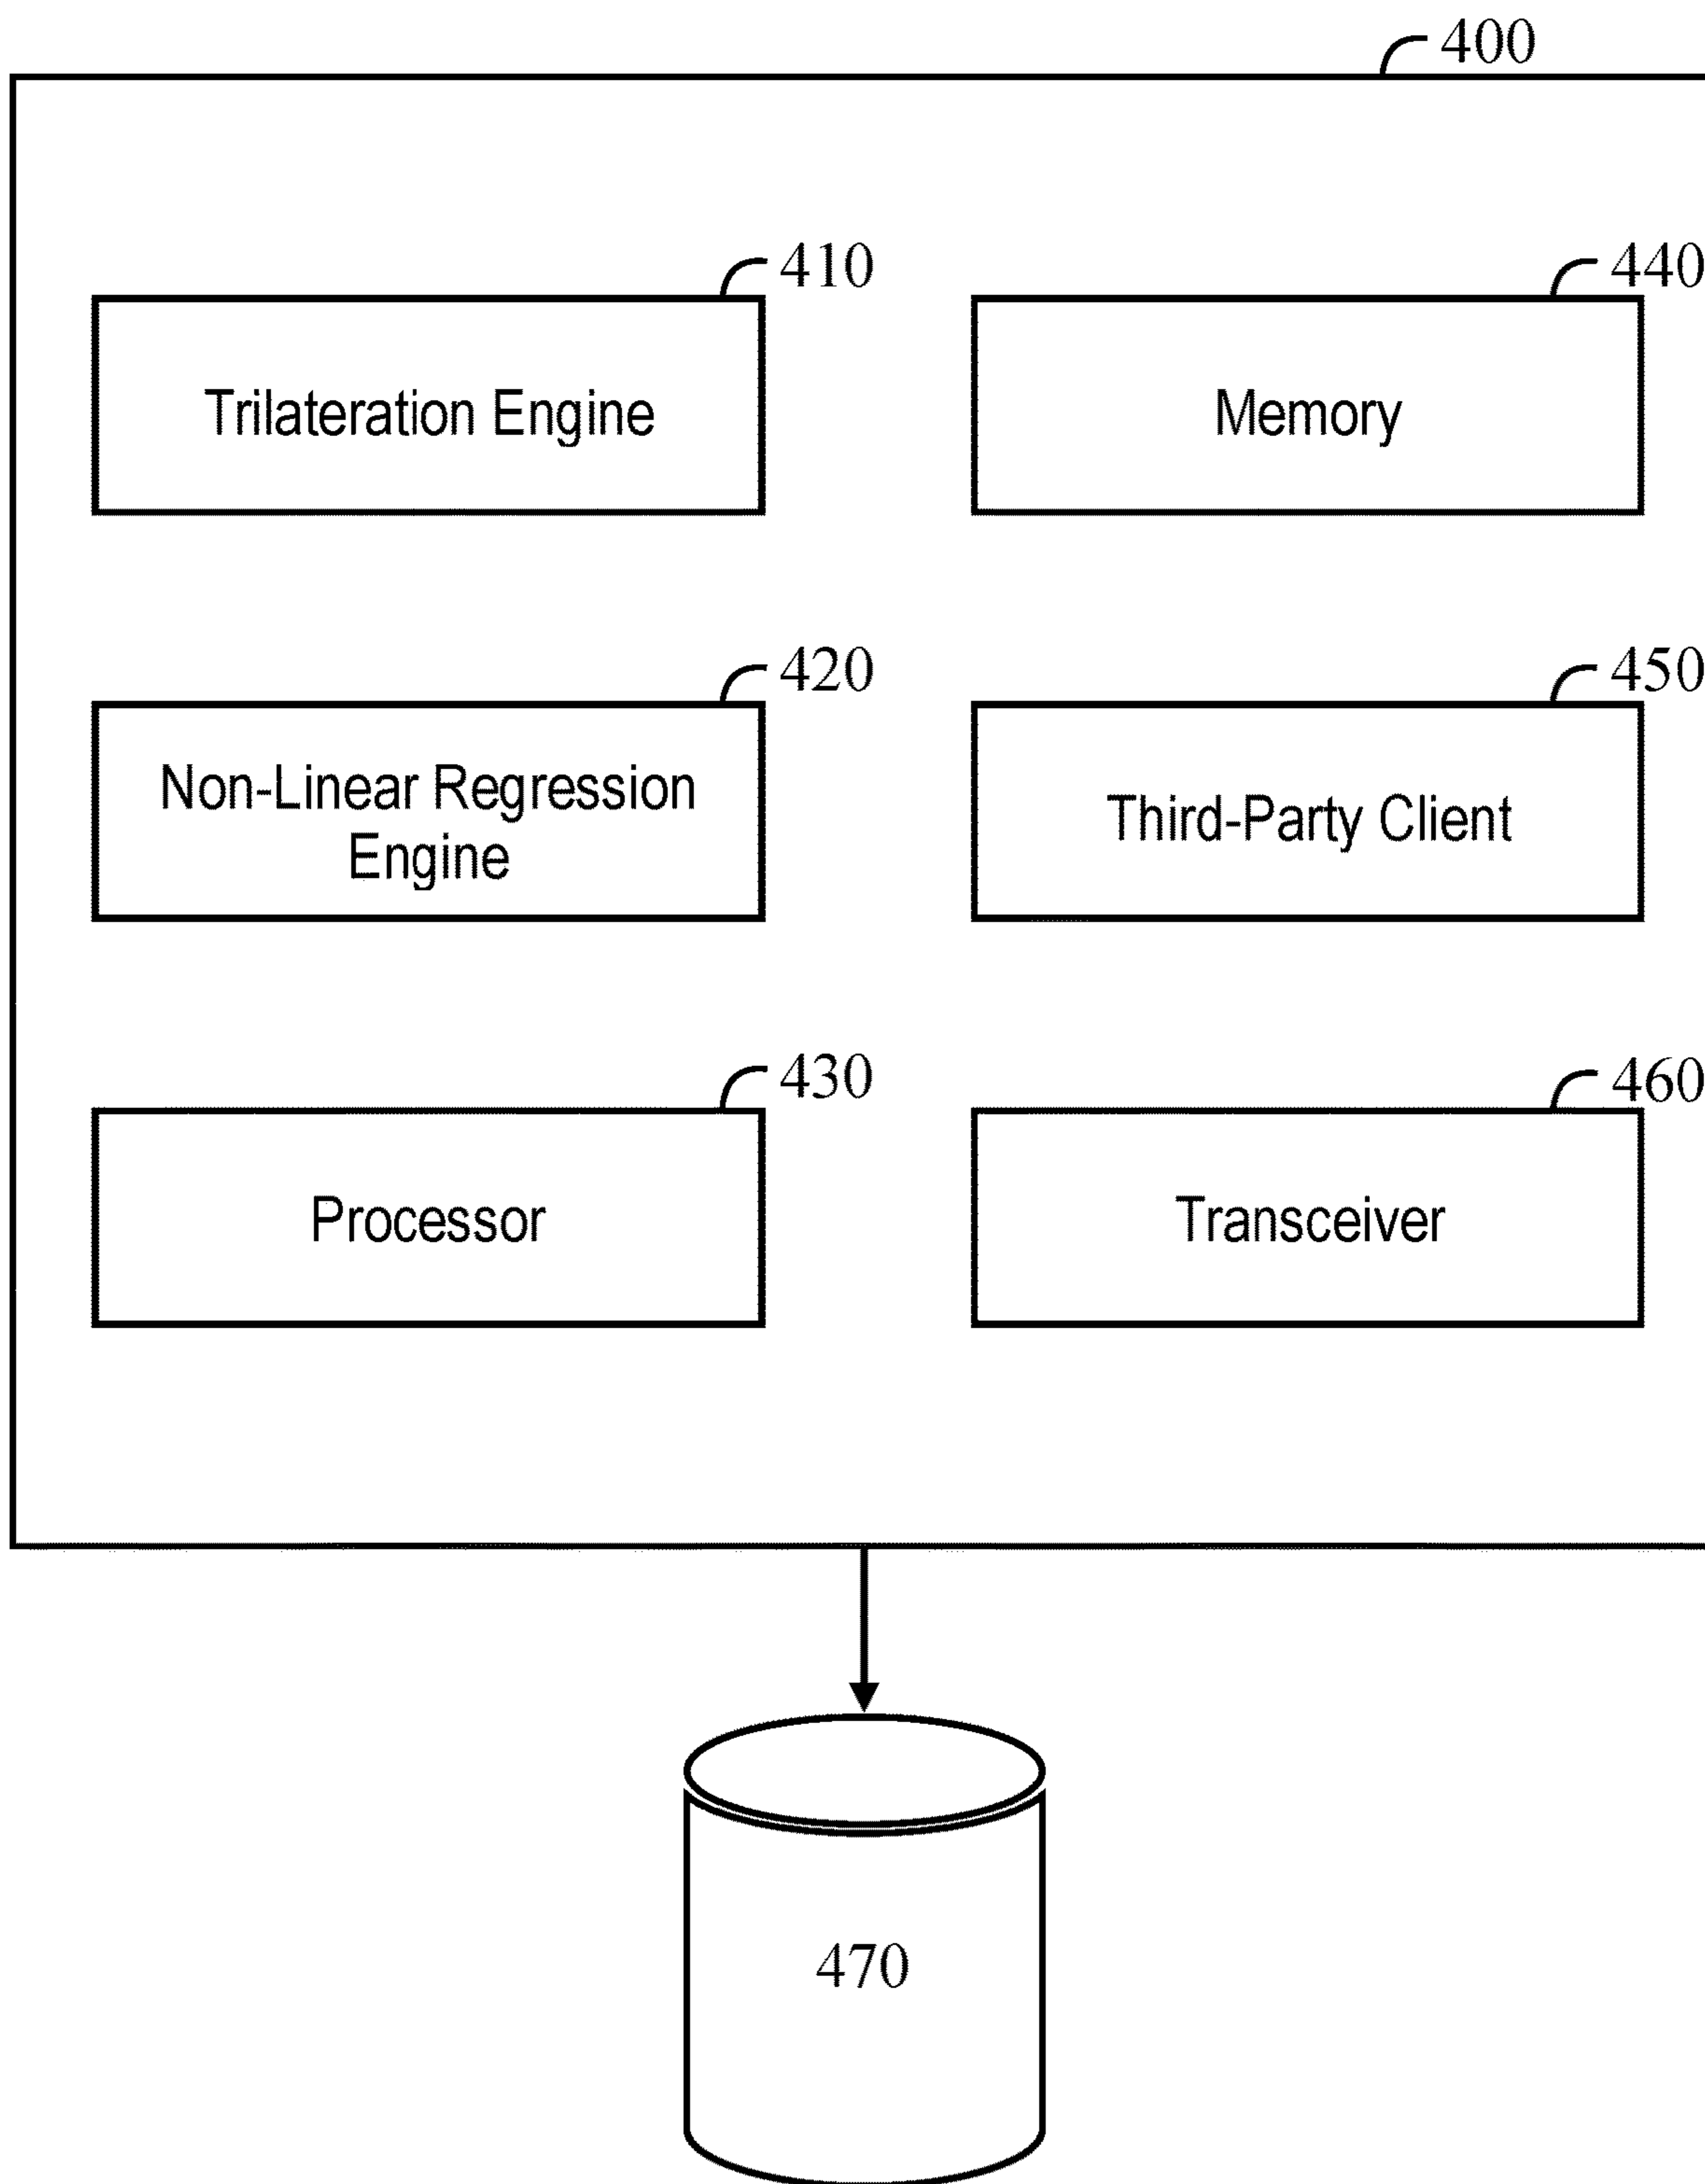 400
410
440
Trilateration Engine
Memory
420
450
Non-Linear Regression
Engine
Third-Party Client
430
460
Processor
Transceiver
470